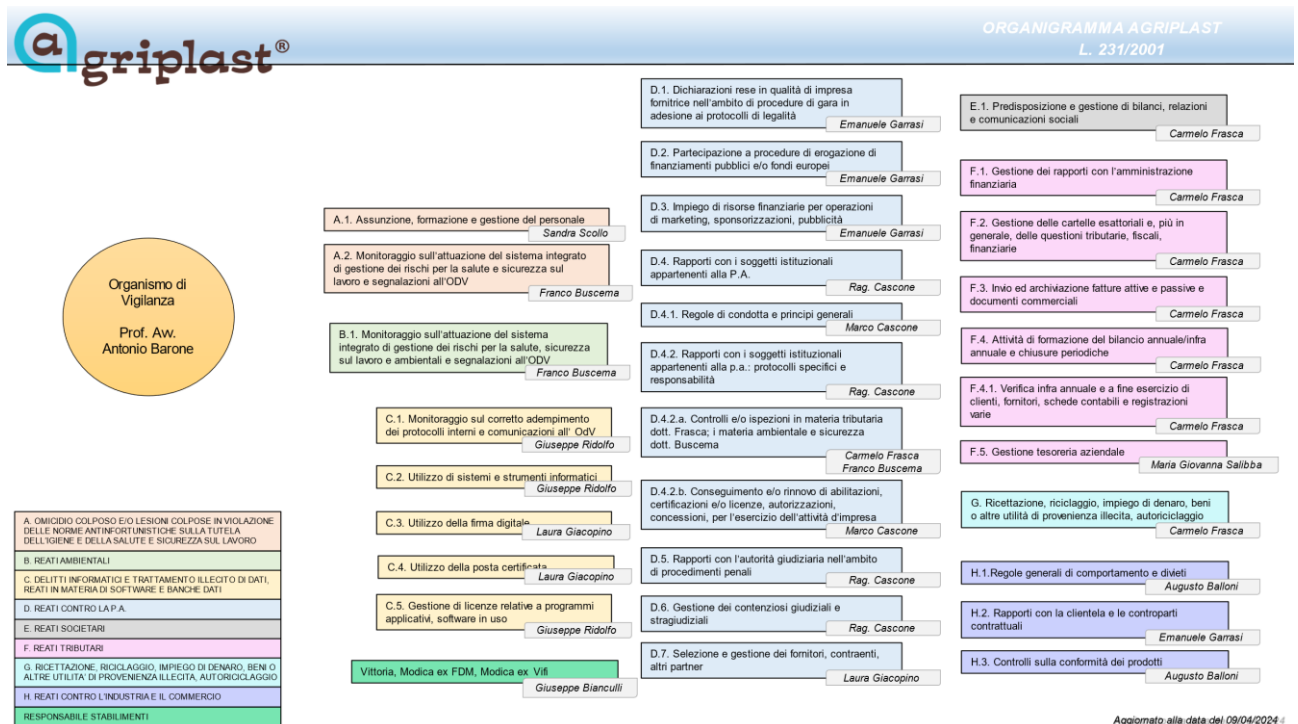 agriplast®
ORGANIGRAMMA AGRIPLAST
L. 231/2001
Organismo di
Vigilanza
Prof. Avv.
Antonio Barone
A.1. Assunzione, formazione e gestione del personale
Sandra Scollo
A.2. Monitoraggio sull'attuazione del sistema integrato
di gestione dei rischi per la salute e sicurezza sul
lavoro e segnalazioni all'ODV
Franco Buscema
B.1. Monitoraggio sull'attuazione del sistema
integrato di gestione dei rischi per la salute, sicurezza
sul lavoro e ambientali e segnalazioni all'ODV
Franco Buscema
C.1. Monitoraggio sul corretto adempimento
dei protocolli interni e comunicazioni all' OdV
Giuseppe Ridolfo
C.2. Utilizzo di sistemi e strumenti informatici
Giuseppe Ridolfo
C.3. Utilizzo della firma digitale
Laura Giacopino
C.4. Utilizzo della posta certificata
Laura Giacopino
C.5. Gestione di licenze relative a programmi
applicativi, software in uso
Giuseppe Ridolfo
Vittoria, Modica ex FDM, Modica ex Vifi
Giuseppe Bianculli
D.1. Dichiarazioni rese in qualità di impresa
fornitrice nell'ambito di procedure di gara in
adesione ai protocolli di legalità
Emanuele Garrasi
D.2. Partecipazione a procedure di erogazione di
finanziamenti pubblici e/o fondi europei
Emanuele Garrasi
D.3. Impiego di risorse finanziarie per operazioni
di marketing, sponsorizzazioni, pubblicità
Emanuele Garrasi
D.4. Rapporti con i soggetti istituzionali
appartenenti alla P.A.
Rag. Cascone
D.4.1. Regole di condotta e principi generali
Marco Cascone
D.4.2. Rapporti con i soggetti istituzionali
appartenenti alla p.a.: protocolli specifici e
responsabilità
Rag. Cascone
D.4.2.a. Controlli e/o ispezioni in materia tributaria
dott. Frasca; i materia ambientale e sicurezza
dott. Buscema
Carmelo Frasca
Franco Buscema
D.4.2.b. Conseguimento e/o rinnovo di abilitazioni,
certificazioni e/o licenze, autorizzazioni,
concessioni, per l'esercizio dell'attività d'impresa
Marco Cascone
D.5. Rapporti con l'autorità giudiziaria nell'ambito
di procedimenti penali
Rag. Cascone
D.6. Gestione dei contenziosi giudiziali e
stragiudiziali
Rag. Cascone
D.7. Selezione e gestione dei fornitori, contraenti,
altri partner
Laura Giacopino
E.1. Predisposizione e gestione di bilanci, relazioni
e comunicazioni sociali
Carmelo Frasca
F.1. Gestione dei rapporti con l'amministrazione
finanziaria
Carmelo Frasca
F.2. Gestione delle cartelle esattoriali e, più in
generale, delle questioni tributarie, fiscali,
finanziarie
Carmelo Frasca
F.3. Invio ed archiviazione fatture attive e passive e
documenti commerciali
Carmelo Frasca
F.4. Attività di formazione del bilancio annuale/infra
annuale e chiusure periodiche
Carmelo Frasca
F.4.1. Verifica infra annuale e a fine esercizio di
clienti, fornitori, schede contabili e registrazioni
varie
Carmelo Frasca
F.5. Gestione tesoreria aziendale
Maria Giovanna Salibba
G. Ricettazione, riciclaggio, impiego di denaro, beni
o altre utilità di provenienza illecita, autoriciclaggio
Carmelo Frasca
H.1.Regole generali di comportamento e divieti
Augusto Balloni
H.2. Rapporti con la clientela e le controparti
contrattuali
Emanuele Garrasi
H.3. Controlli sulla conformità dei prodotti
Augusto Balloni
A. OMICIDIO COLPOSO E/O LESIONI COLPOSE IN VIOLAZIONE
DELLE NORME ANTINFORTUNISTICHE SULLA TUTELA
DELL'IGIENE E DELLA SALUTE E SICUREZZA SUL LAVORO
B. REATI AMBIENTALI
C. DELITTI INFORMATICI E TRATTAMENTO ILLECITO DI DATI,
REATI IN MATERIA DI SOFTWARE E BANCHE DATI
D. REATI CONTRO LA P.A.
E. REATI SOCIETARI
F. REATI TRIBUTARI
G. RICETTAZIONE, RICICLAGGIO, IMPIEGO DI DENARO, BENI O
ALTRE UTILITA' DI PROVENIENZA ILLECITA, AUTORICICLAGGIO
H. REATI CONTRO L'INDUSTRIA E IL COMMERCIO
RESPONSABILE STABILIMENTI
Aggiornato alla data del 09/04/2024